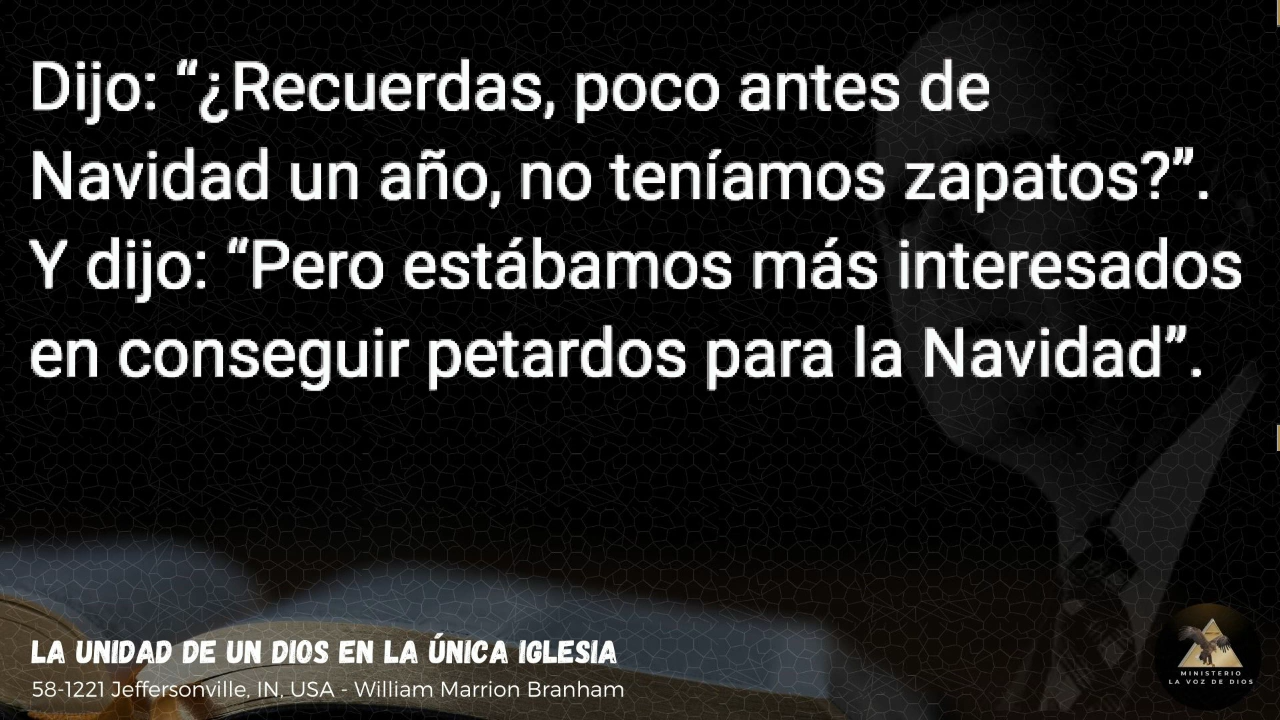 Dijo: “¿Recuerdas, poco antes de
Navidad un año, no teníamos zapatos?”.
Y dijo: “Pero estábamos más interesados
en conseguir petardos para la Navidad”.
LA UNIDAD DE UN DIOS EN LA ÚNICA IGLESIA
58-1221 Jeffersonville, IN, USA - William Marrion Branham
MINISTERIO
LA VOZ DE DIOS